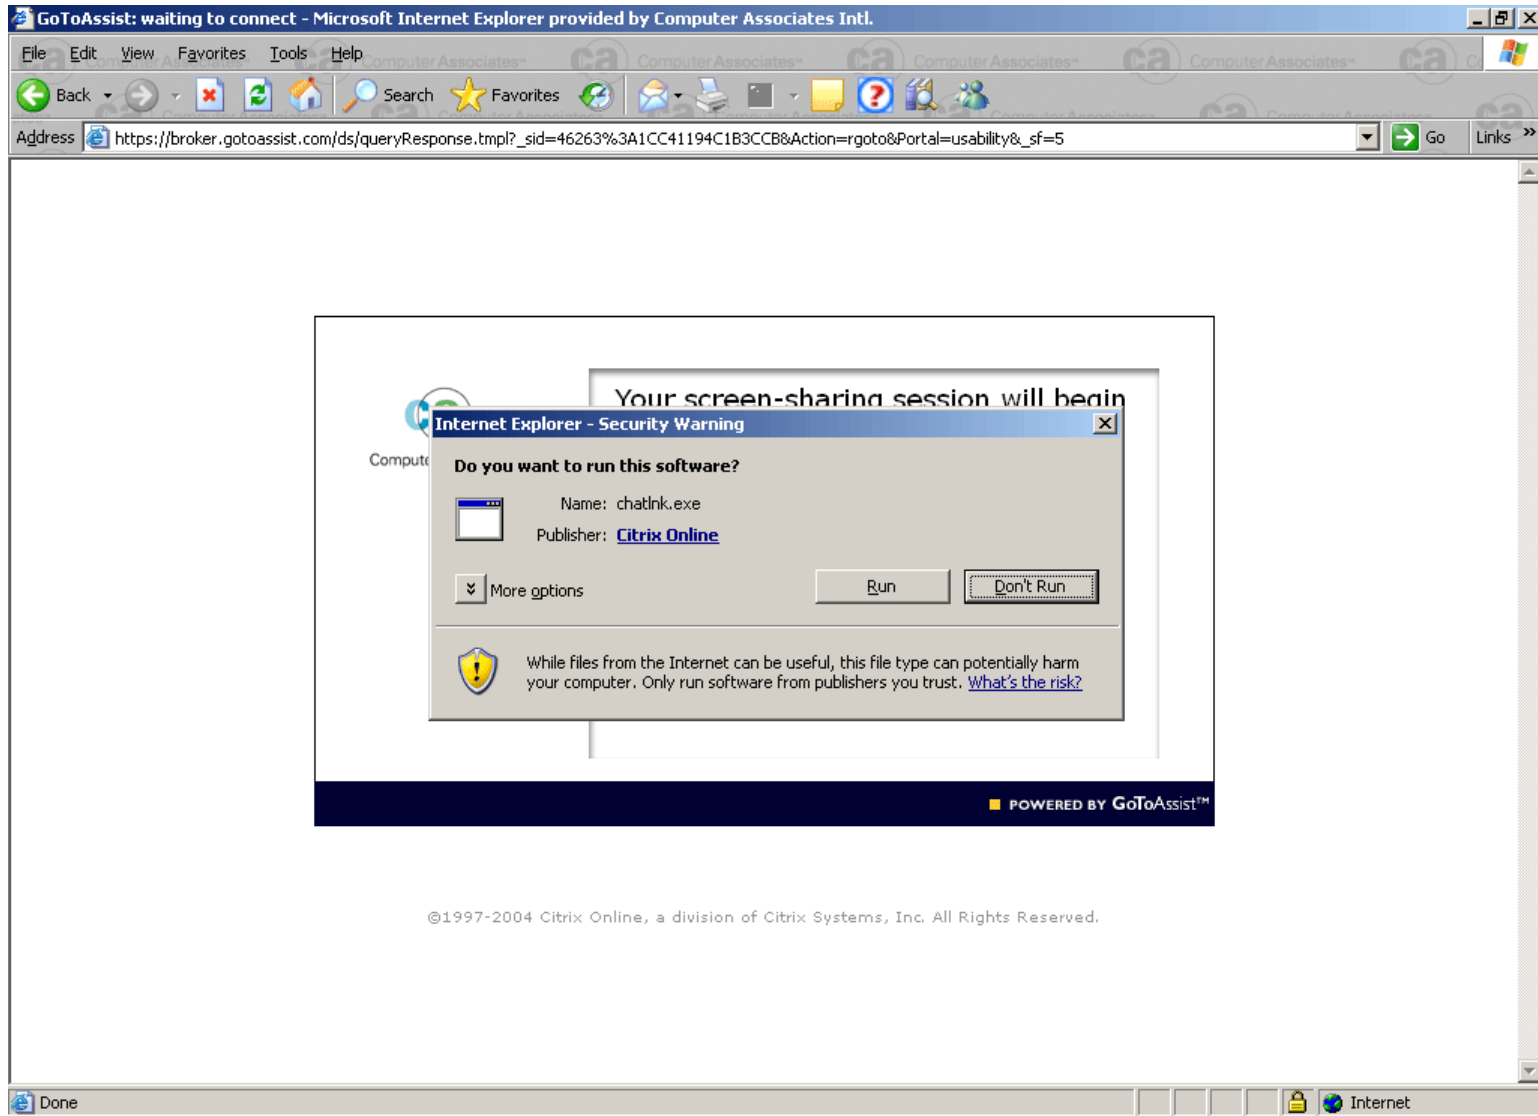 GoToAssist: waiting to connect - Microsoft Internet Explorer provided by Computer Associates Intl.
File Edit View Favorites Tools Help
Back Search Favorites
Address https://broker.gotoassist.com/ds/queryResponse.tmpl?_sid=46263%3A1CC41194C1B3CCB&Action=rgoto&Portal=usability&_sf=5 Go Links »
Your screen-sharing session will begin
Internet Explorer - Security Warning
Compute
Do you want to run this software?
Name: chatlnk.exe
Publisher: Citrix Online
More options Run Don't Run
While files from the Internet can be useful, this file type can potentially harm
your computer. Only run software from publishers you trust. What's the risk?
POWERED BY GoToAssist™
©1997-2004 Citrix Online, a division of Citrix Systems, Inc. All Rights Reserved.
Done Internet